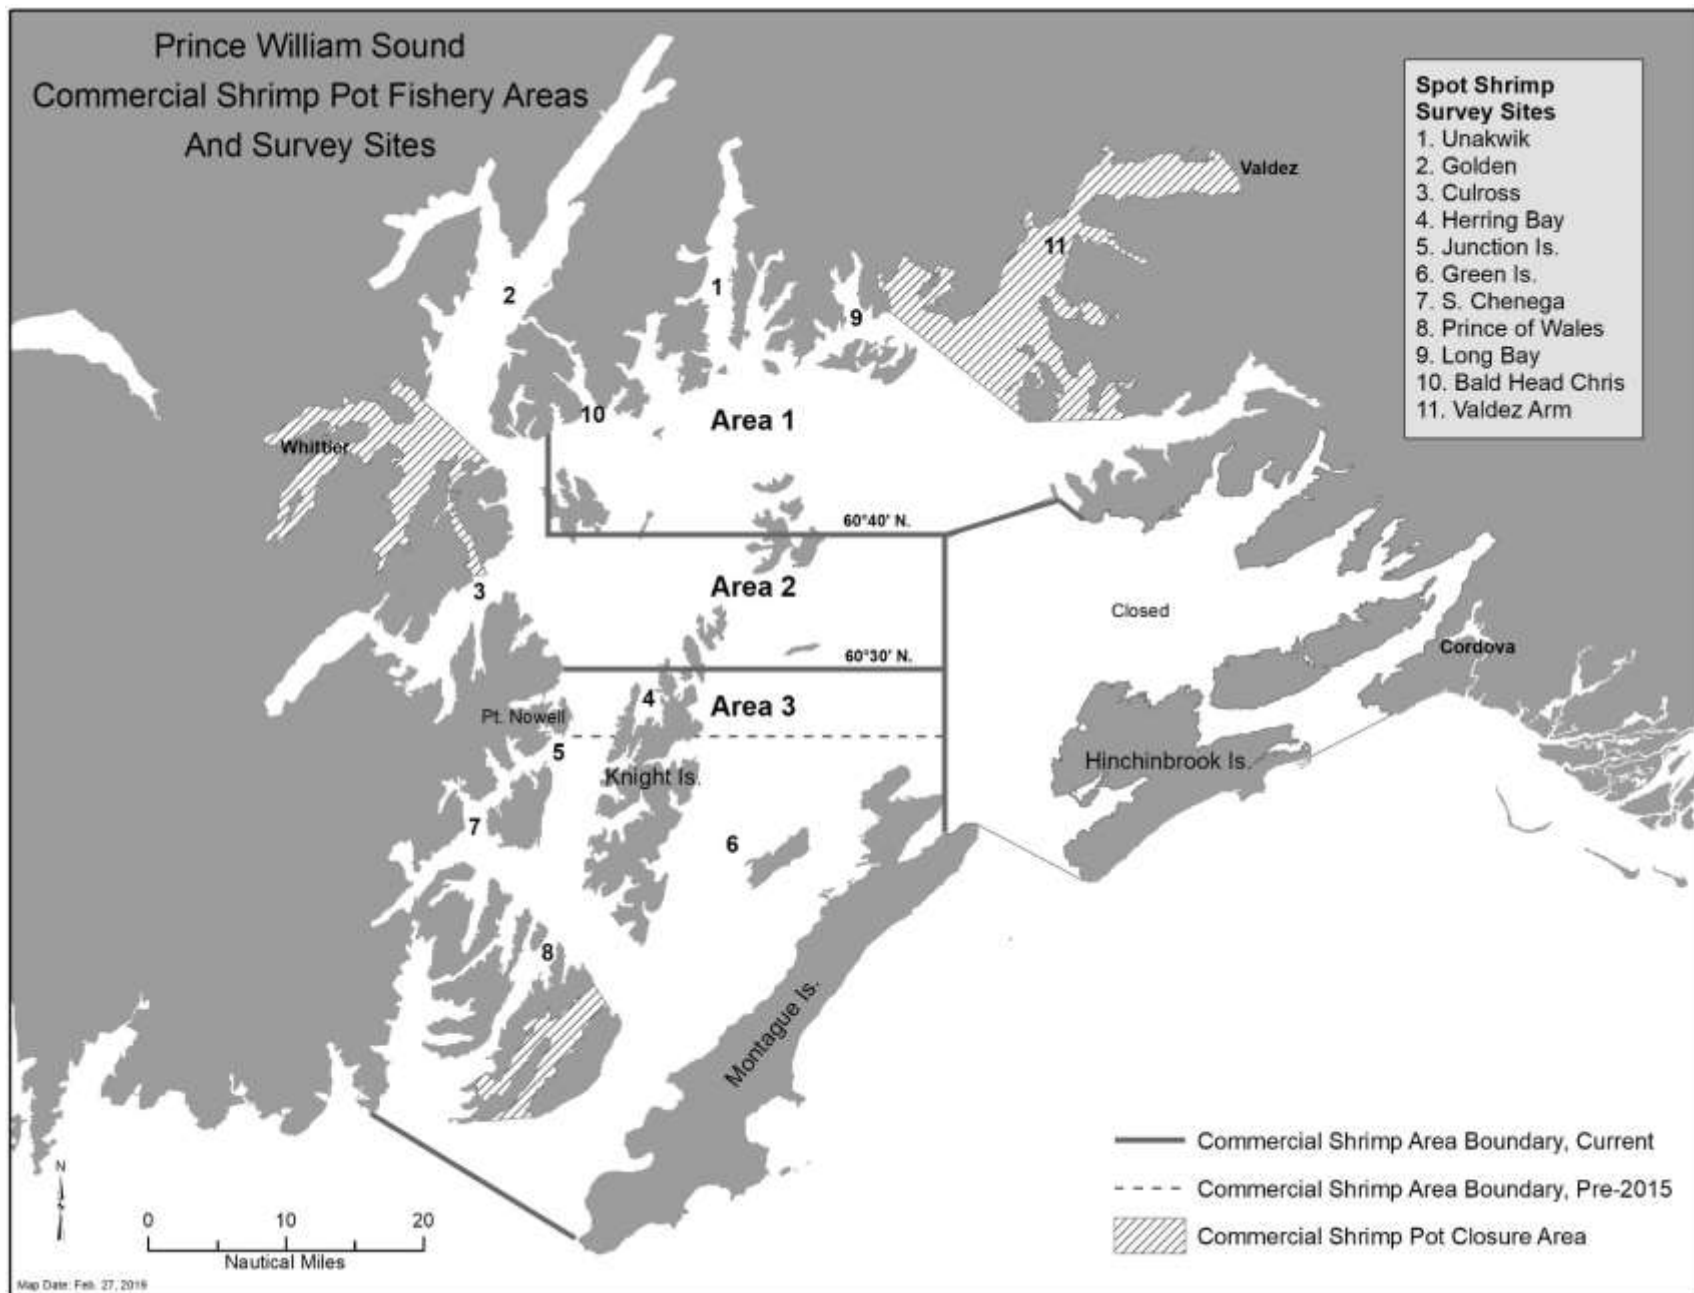 Prince William Sound
Commercial Shrimp Pot Fishery Areas
And Survey Sites
Spot Shrimp
Survey Sites
1. Unakwik
2. Golden
3. Culross
4. Herring Bay
5. Junction Is.
6. Green Is.
7. S. Chenega
8. Prince of Wales
9. Long Bay
10. Bald Head Chris
11. Valdez Arm
Valdez
11
2
1
9
10
Area 1
Whittier
60°40' N.
3
Area 2
Closed
60°30' N.
Cordova
4
Area 3
Pt. Nowell
5
Knight Is.
Hinchinbrook Is.
7
6
8
Montague Is.
Commercial Shrimp Area Boundary, Current
Commercial Shrimp Area Boundary, Pre-2015
Commercial Shrimp Pot Closure Area
N
0 10 20
Nautical Miles
Map Date: Feb. 27, 2019